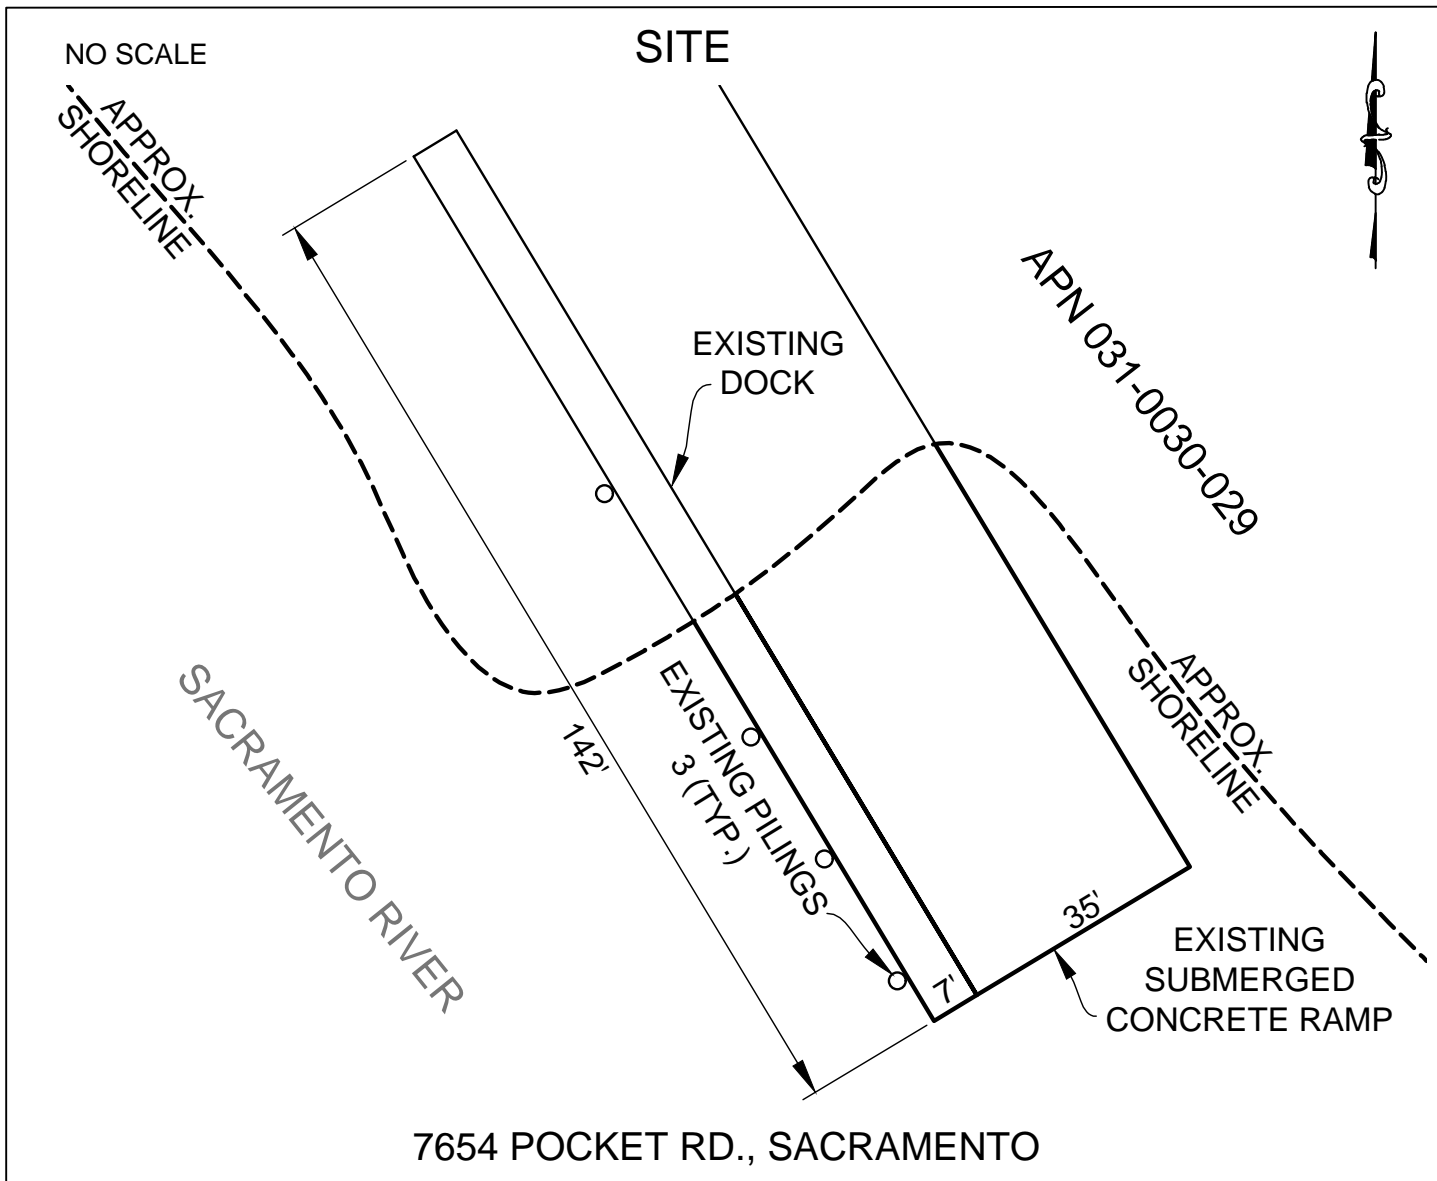 NO SCALE
SITE
APPROX.
SHORELINE
EXISTING
DOCK
APN 031-0030-029
SACRAMENTO RIVER
142'
EXISTING PILINGS
3 (TYP.)
APPROX.
SHORELINE
7'
35'
EXISTING
SUBMERGED
CONCRETE RAMP
7654 POCKET RD., SACRAMENTO